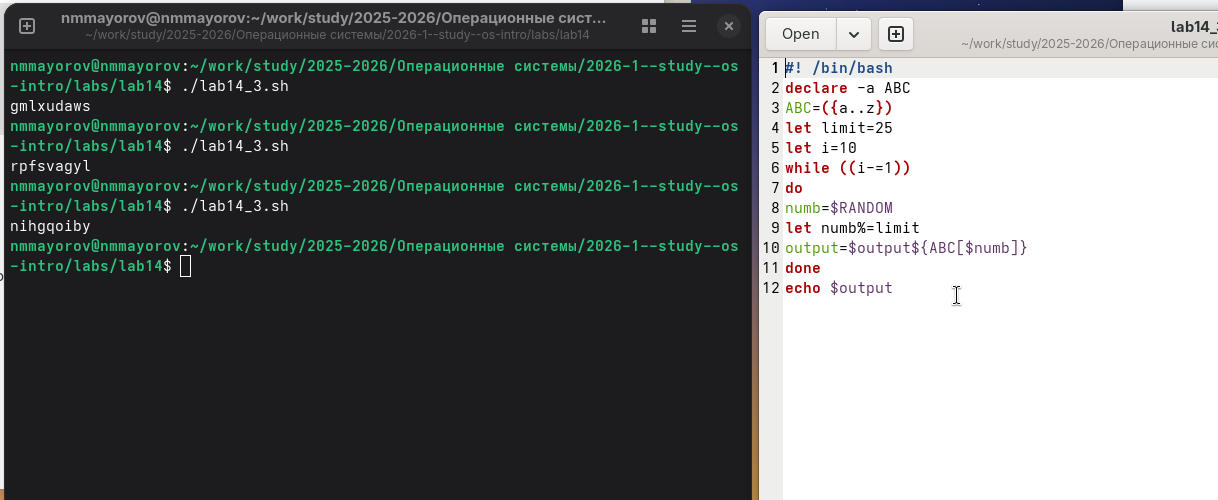 nmmayorov@nmmayorov:~/work/study/2025-2026/Операционные сист...
~/work/study/2025-2026/Операционные системы/2026-1--study--os-intro/labs/lab14
nmmayorov@nmmayorov:~/work/study/2025-2026/Операционные системы/2026-1--study--os
-intro/labs/lab14$ ./lab14_3.sh
gmlxudaws
nmmayorov@nmmayorov:~/work/study/2025-2026/Операционные системы/2026-1--study--os
-intro/labs/lab14$ ./lab14_3.sh
rpfsvagyl
nmmayorov@nmmayorov:~/work/study/2025-2026/Операционные системы/2026-1--study--os
-intro/labs/lab14$ ./lab14_3.sh
nihgqoiby
nmmayorov@nmmayorov:~/work/study/2025-2026/Операционные системы/2026-1--study--os
-intro/labs/lab14$
Open
lab14_
~/work/study/2025-2026/Операционные си
1 #! /bin/bash
2 declare -a ABC
3 ABC=({a..z})
4 let limit=25
5 let i=10
6 while ((i-=1))
7 do
8 numb=$RANDOM
9 let numb%=limit
10 output=$output${ABC[$numb]}
11 done
12 echo $output